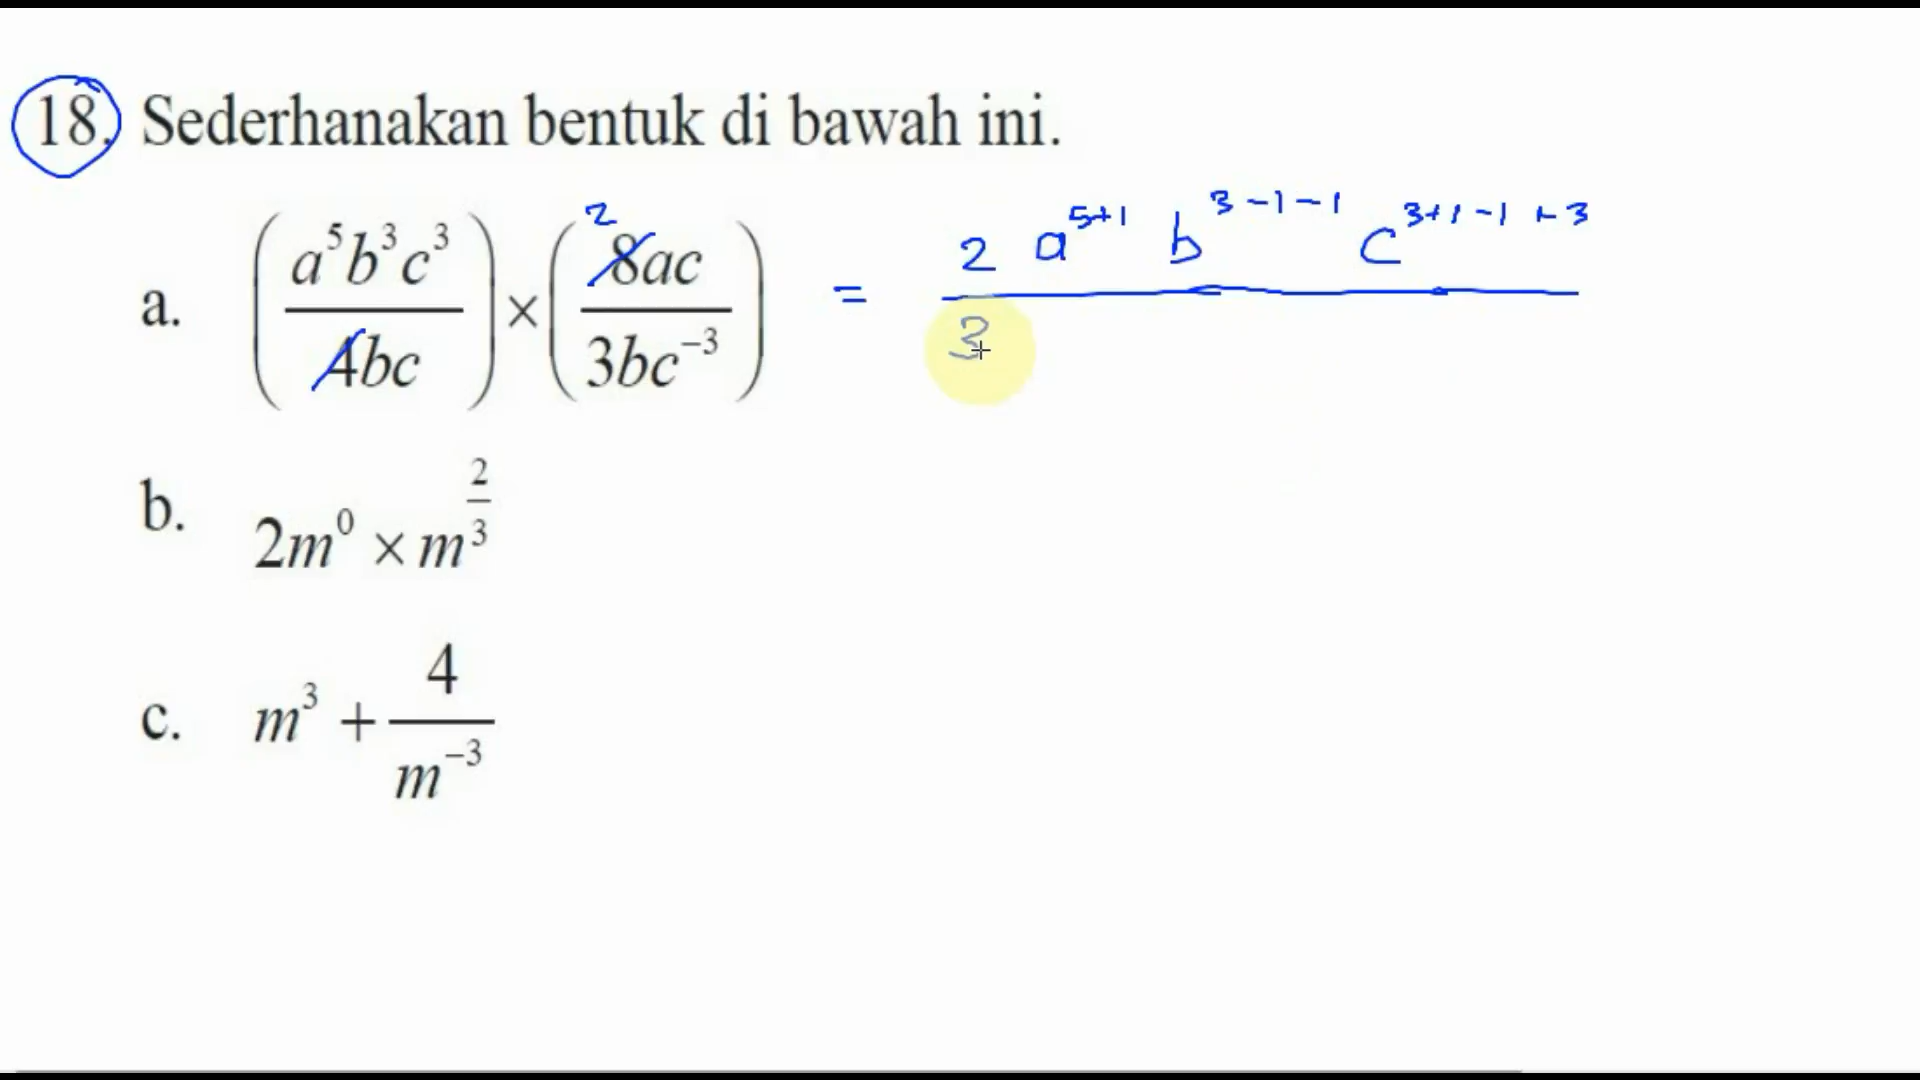 18. Sederhanakan bentuk di bawah ini.
a. (a⁵b³c³ / 4bc) × (8ac / 3bc⁻³) = 2 a⁵⁺¹ b³⁻¹⁻¹ c³⁺¹⁻¹⁺³ / 3
2
b. 2m⁰ × m^(2/3)
c. m³ + 4 / m⁻³